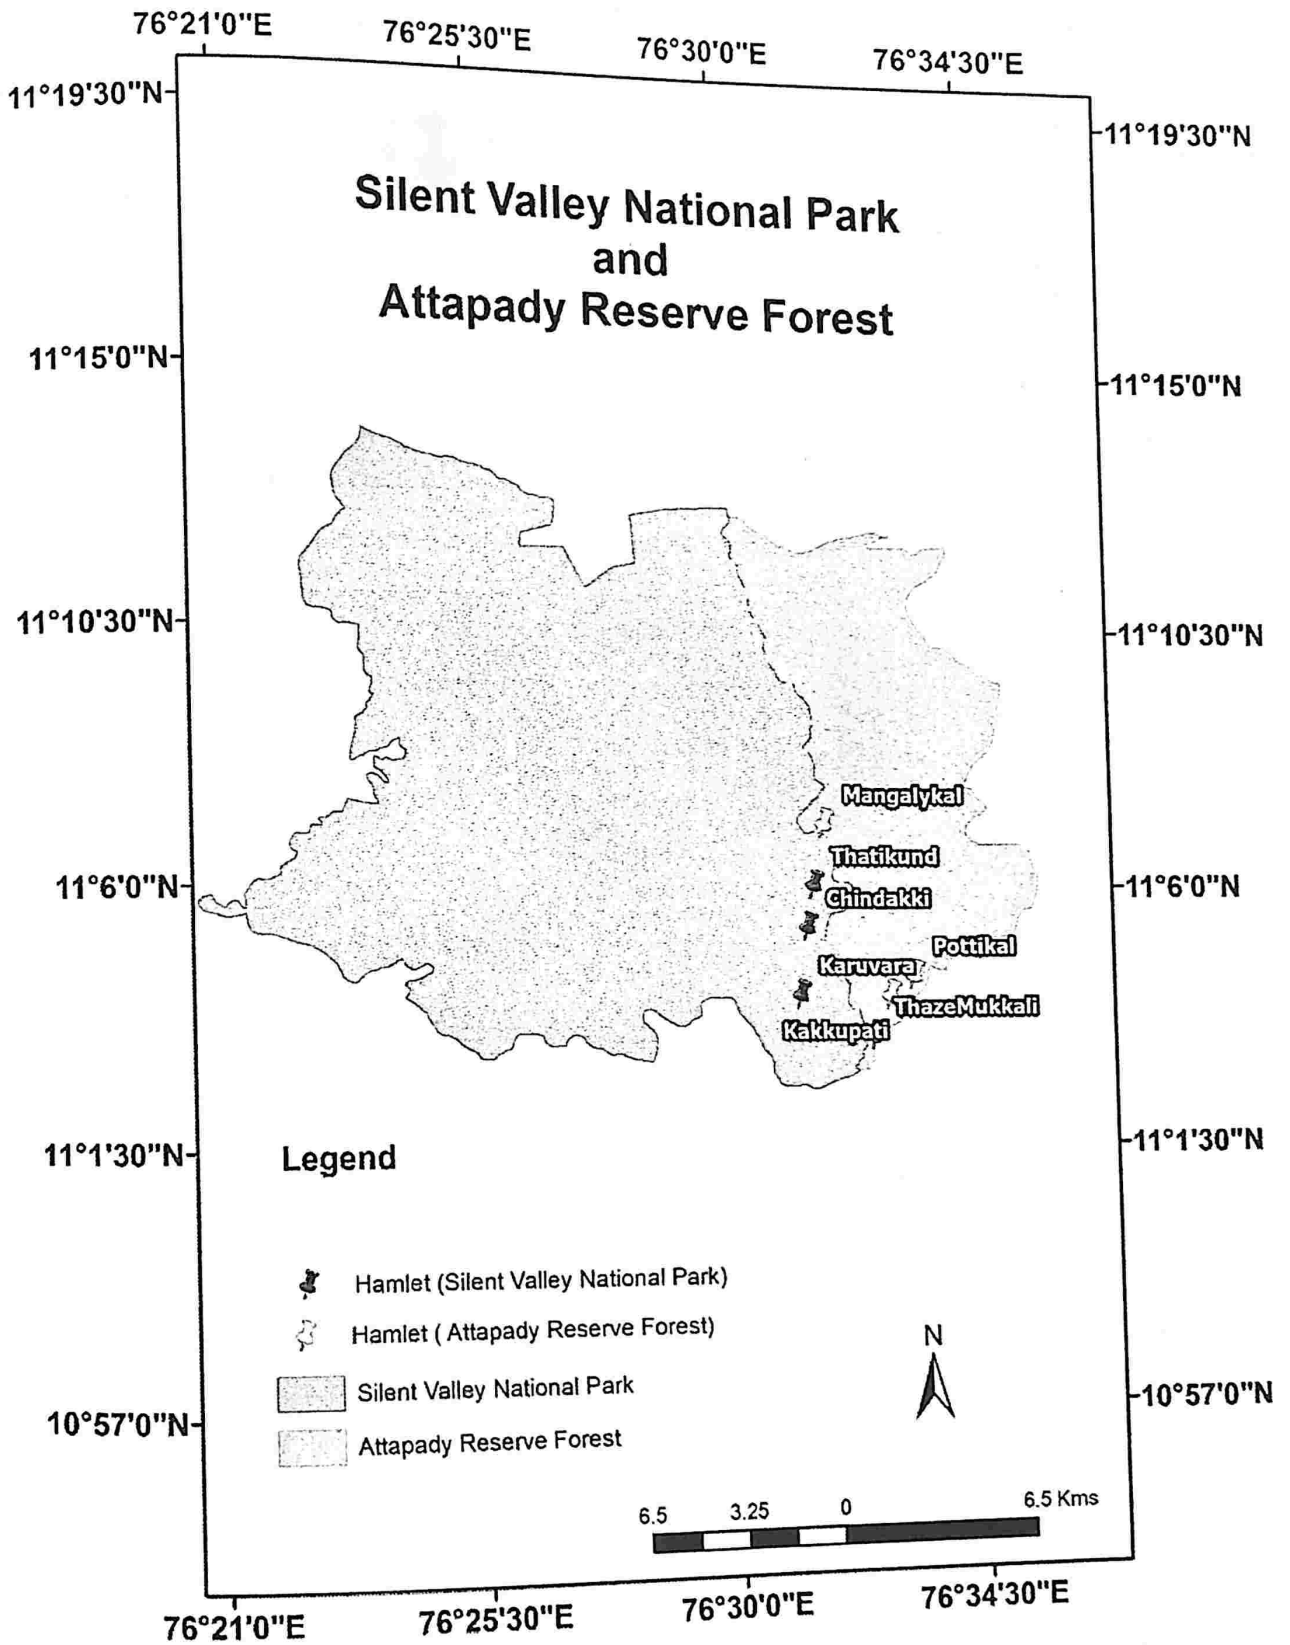 76°21'0"E 76°25'30"E 76°30'0"E 76°34'30"E
11°19'30"N 11°19'30"N
Silent Valley National Park
and
Attapady Reserve Forest
11°15'0"N 11°15'0"N
11°10'30"N 11°10'30"N
Mangalykal
Thatikund
11°6'0"N 11°6'0"N
Chindakki
Pottikal
Karuvara
ThazeMukkali
Kakkupati
11°1'30"N 11°1'30"N
Legend
Hamlet (Silent Valley National Park)
Hamlet ( Attapady Reserve Forest)
N
Silent Valley National Park
10°57'0"N 10°57'0"N
Attapady Reserve Forest
6.5 3.25 0 6.5 Kms
76°21'0"E 76°25'30"E 76°30'0"E 76°34'30"E